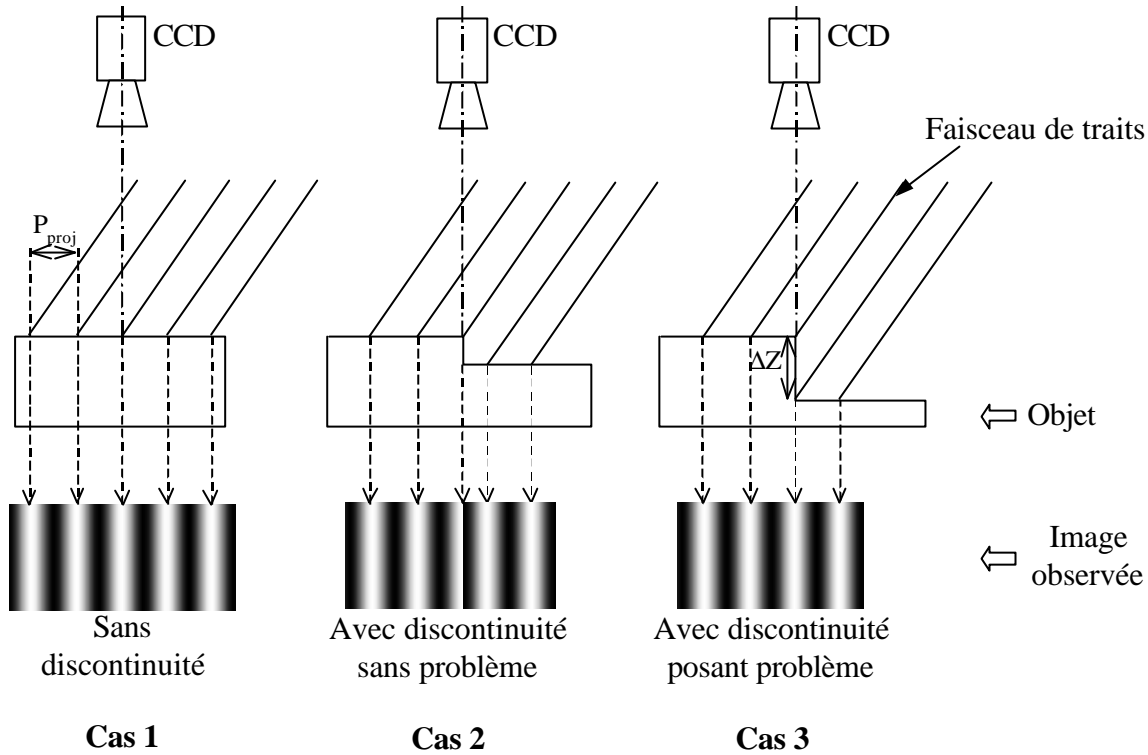 CCD
CCD
CCD
Faisceau de traits
P_proj
ΔZ
Objet
Image
observée
Sans
discontinuité
Avec discontinuité
sans problème
Avec discontinuité
posant problème
Cas 1
Cas 2
Cas 3